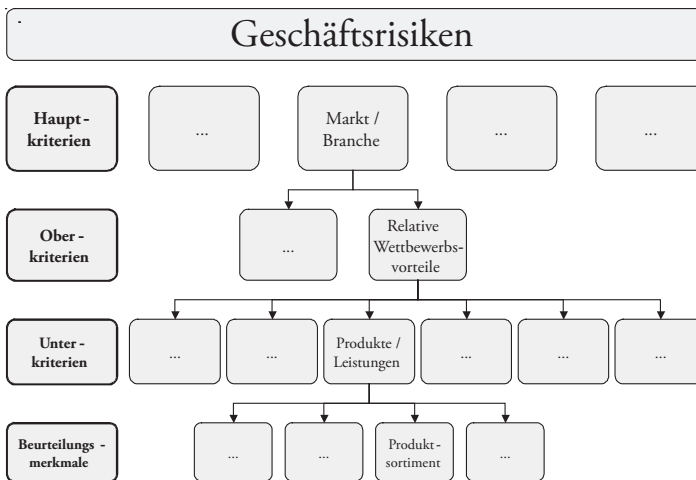 Geschäftsrisiken
Haupt-
kriterien
...
Markt /
Branche
...
...
Ober-
kriterien
...
Relative
Wettbewerbs-
vorteile
Unter-
kriterien
...
...
Produkte /
Leistungen
...
...
...
Beurteilungs-
merkmale
...
...
Produkt-
sortiment
...